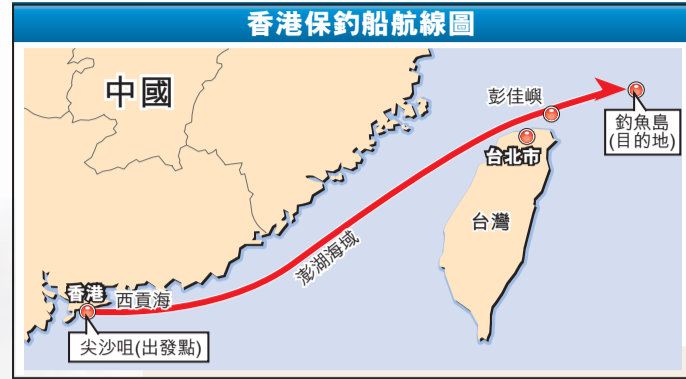 香港保釣船航線圖
中國
彭佳嶼
釣魚島
(目的地)
台北市
台灣
澎湖海域
香港
西貢海
尖沙咀(出發點)